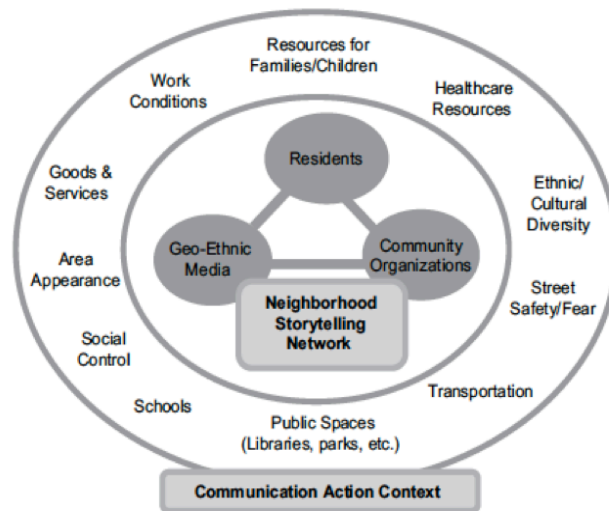 Resources for
Families/Children
Work
Conditions
Healthcare
Resources
Residents
Goods &
Services
Ethnic/
Cultural
Diversity
Geo-Ethnic
Media
Community
Organizations
Area
Appearance
Street
Safety/Fear
Neighborhood
Storytelling
Network
Social
Control
Transportation
Schools
Public Spaces
(Libraries, parks, etc.)
Communication Action Context